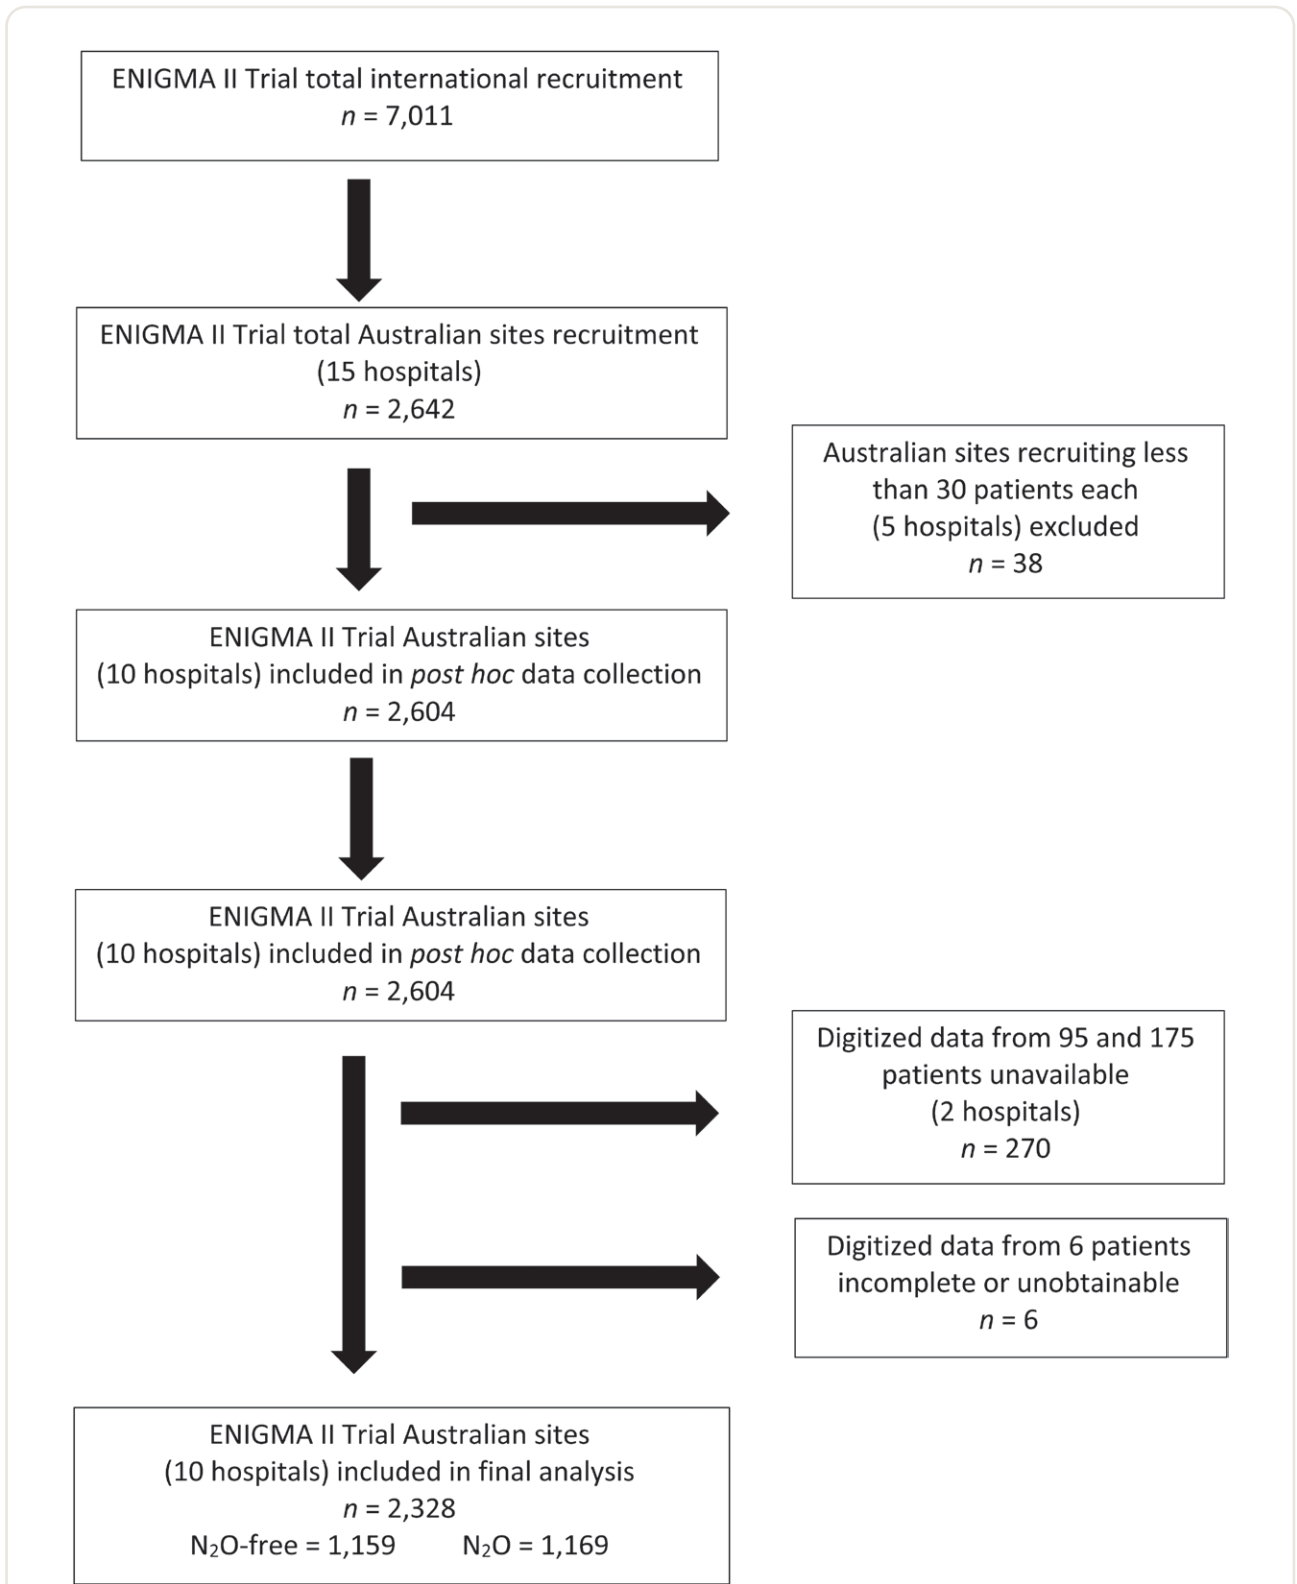 ENIGMA II Trial total international recruitment
n = 7,011
ENIGMA II Trial total Australian sites recruitment
(15 hospitals)
n = 2,642
Australian sites recruiting less
than 30 patients each
(5 hospitals) excluded
n = 38
ENIGMA II Trial Australian sites
(10 hospitals) included in post hoc data collection
n = 2,604
ENIGMA II Trial Australian sites
(10 hospitals) included in post hoc data collection
n = 2,604
Digitized data from 95 and 175
patients unavailable
(2 hospitals)
n = 270
Digitized data from 6 patients
incomplete or unobtainable
n = 6
ENIGMA II Trial Australian sites
(10 hospitals) included in final analysis
n = 2,328
N₂O-free = 1,159 N₂O = 1,169